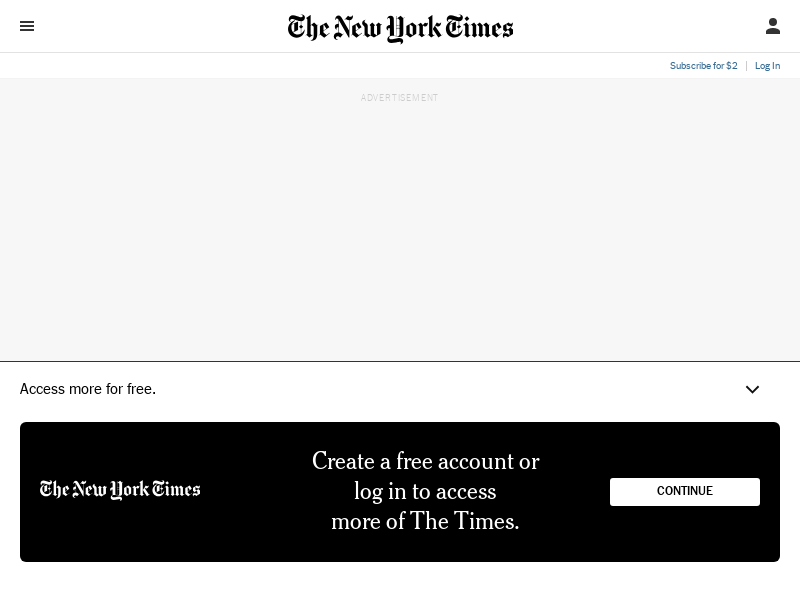 The New York Times
Subscribe for $2
Log In
ADVERTISEMENT
Access more for free.
The New York Times
Create a free account or
log in to access
more of The Times.
CONTINUE